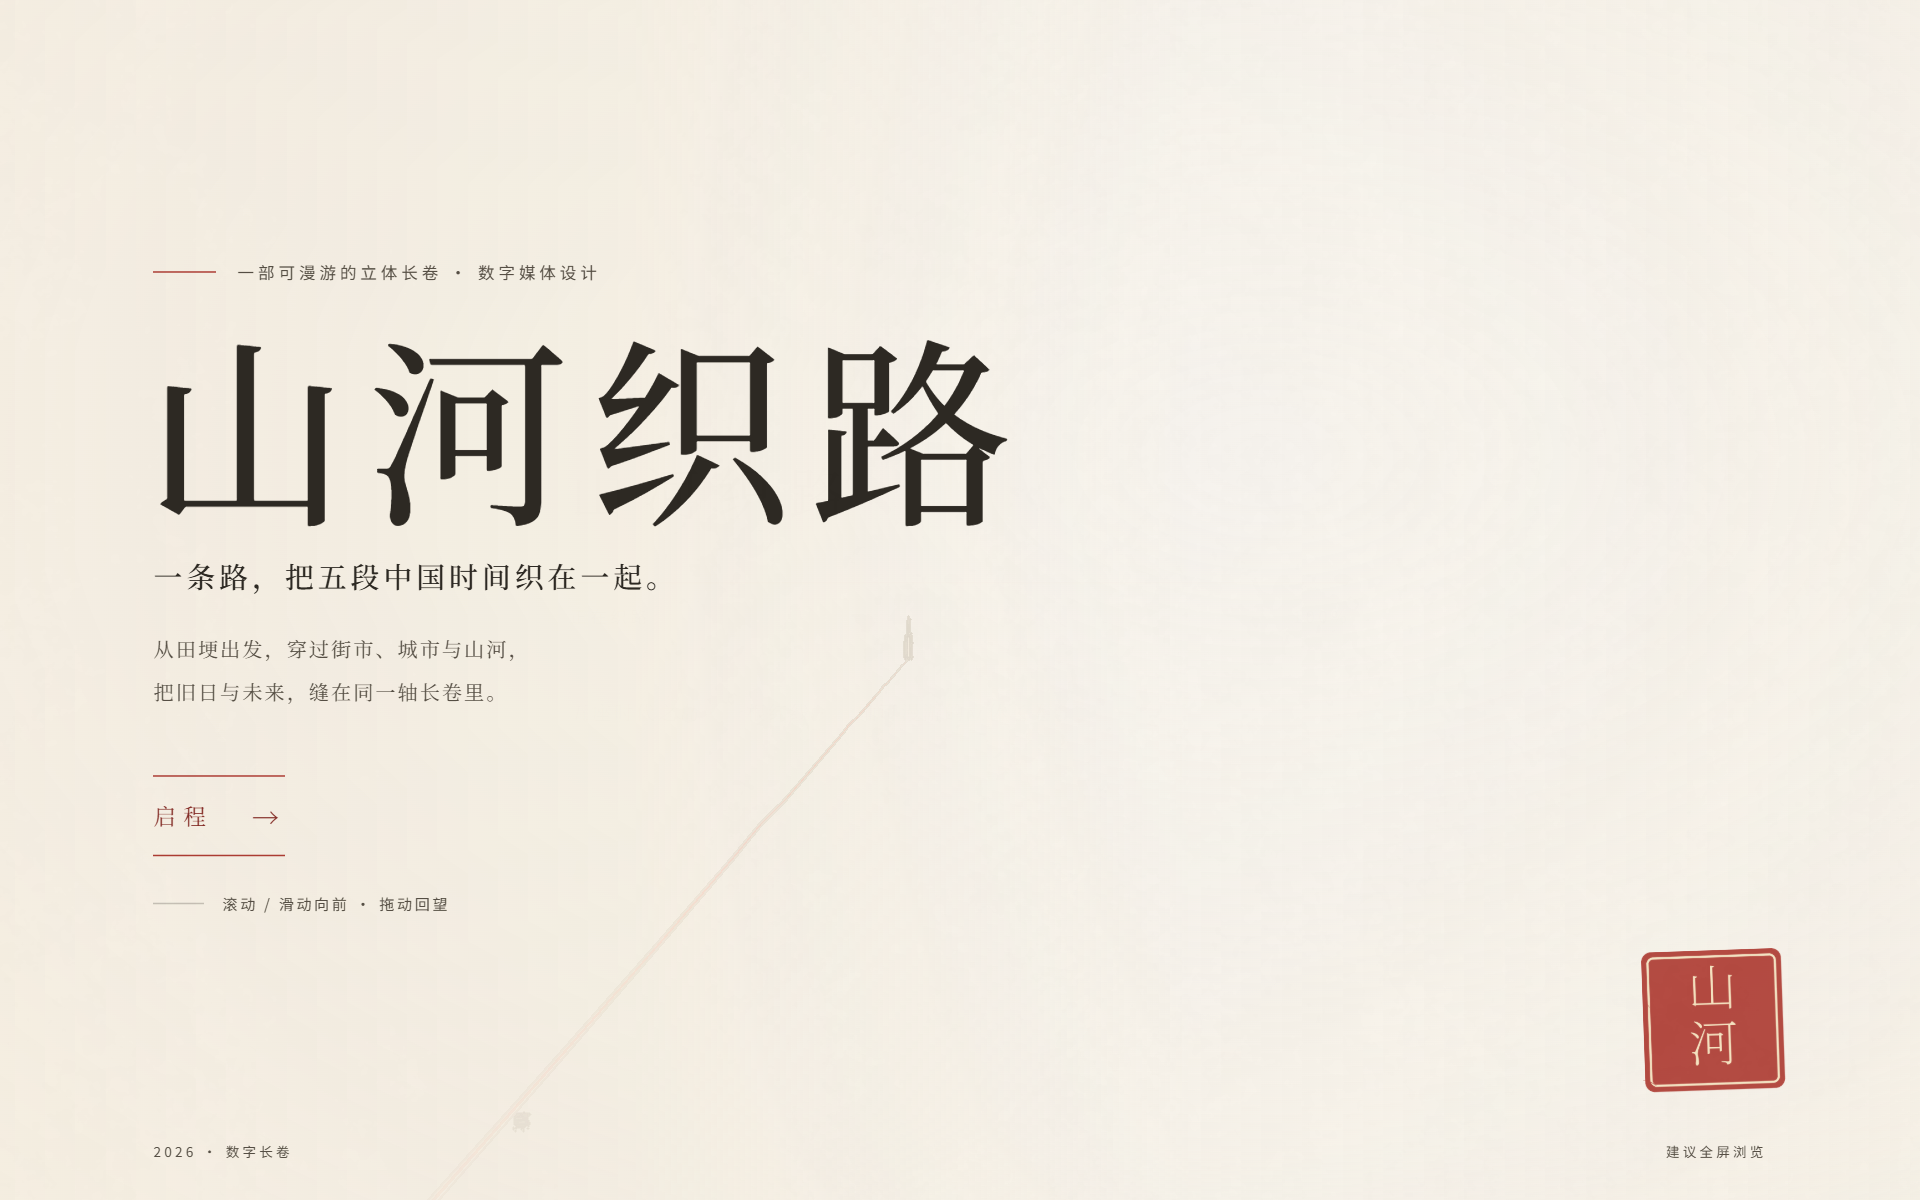 一部可漫游的立体长卷 · 数字媒体设计
山河织路
一条路，把五段中国时间织在一起。
从田埂出发，穿过街市、城市与山河，
把旧日与未来，缝在同一轴长卷里。
启程 →
滚动 / 滑动向前 · 拖动回望
山
河
2026 · 数字长卷
建议全屏浏览